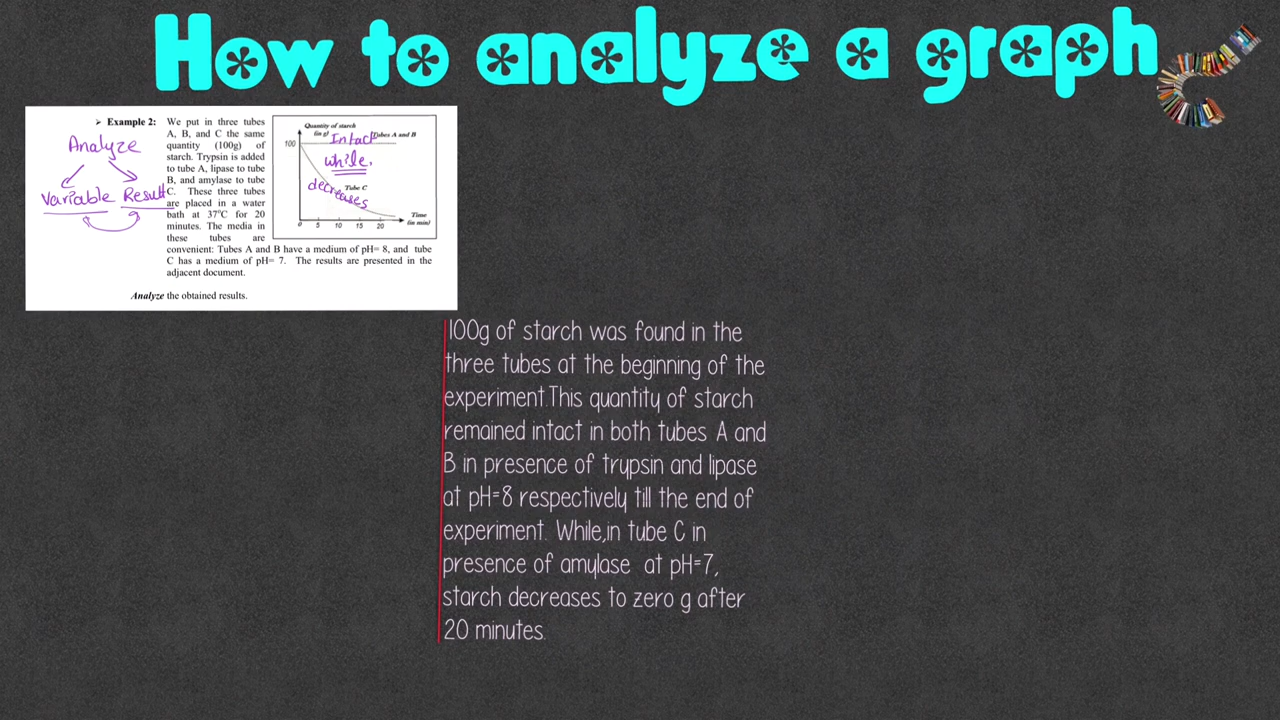 How to analyze a graph
➢ Example 2:
We put in three tubes
A, B, and C the same
quantity (100g) of
starch. Trypsin is added
to tube A, lipase to tube
B, and amylase to tube
C. These three tubes
are placed in a water
bath at 37°C for 20
minutes. The media in
these tubes are
convenient: Tubes A and B have a medium of pH= 8, and tube
C has a medium of pH= 7. The results are presented in the
adjacent document.
Analyze the obtained results.
Analyze
Variable Result
Quantity of starch
(in g)
Tubes A and B
100
Intact
while.
decreases
Tube C
Time
(in min)
0 5 10 15 20
100g of starch was found in the
three tubes at the beginning of the
experiment.This quantity of starch
remained intact in both tubes A and
B in presence of trypsin and lipase
at pH=8 respectively till the end of
experiment. While,in tube C in
presence of amylase at pH=7,
starch decreases to zero g after
20 minutes.